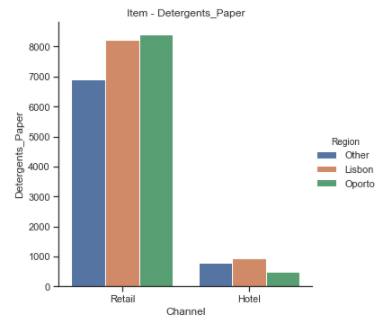 Item - Detergents_Paper
8000
7000
6000
5000
4000
3000
2000
1000
0
Detergents_Paper
Retail
Hotel
Channel
Region
Other
Lisbon
Oporto